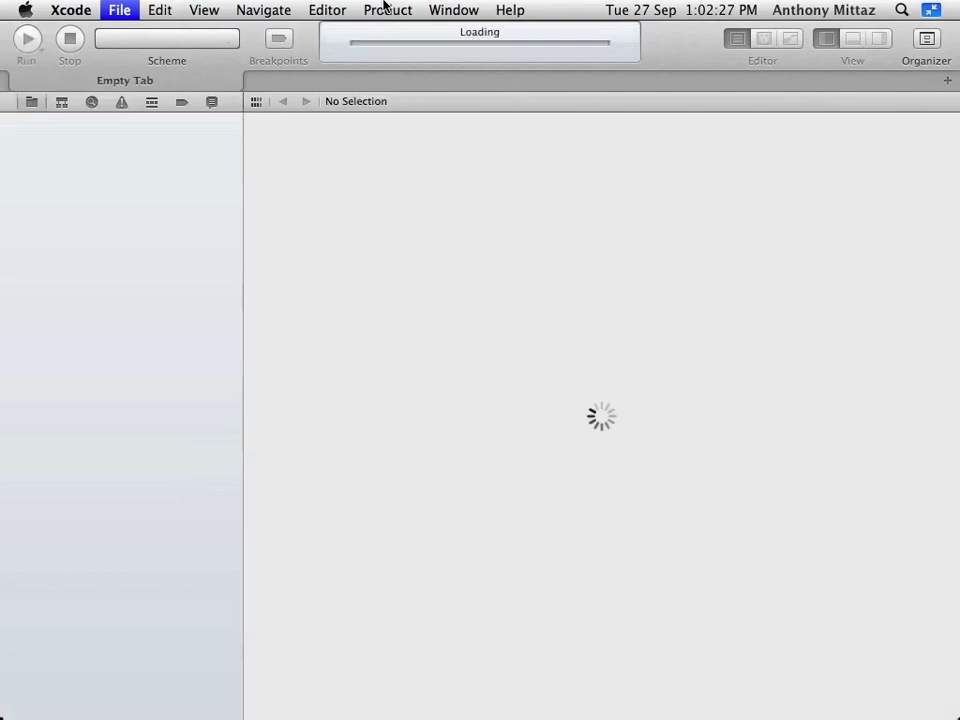 Xcode File Edit View Navigate Editor Product Window Help Tue 27 Sep 1:02:27 PM Anthony Mittaz
Loading
Run Stop Scheme Breakpoints Editor View Organizer
Empty Tab
No Selection